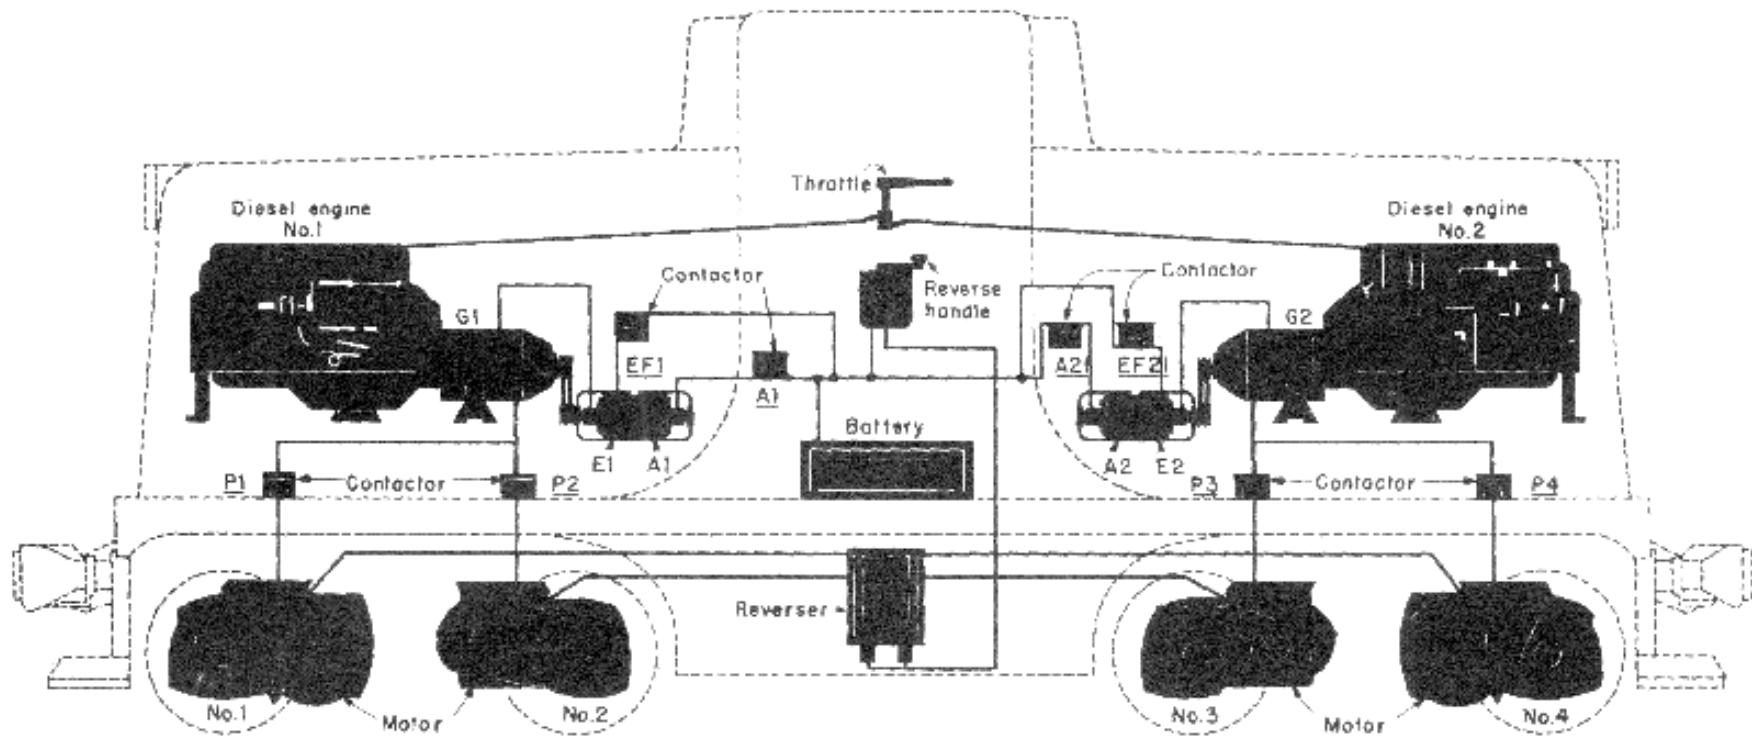 Throttle
Diesel engine
No.1
Diesel engine
No.2
Contactor
Contactor
Reverse
handle
G1
G2
EF1
A1
A2
EF2
Battery
E1
A1
A2
E2
P1
Contactor
P2
P3
Contactor
P4
Reverser
No.1
Motor
No.2
No.3
Motor
No.4